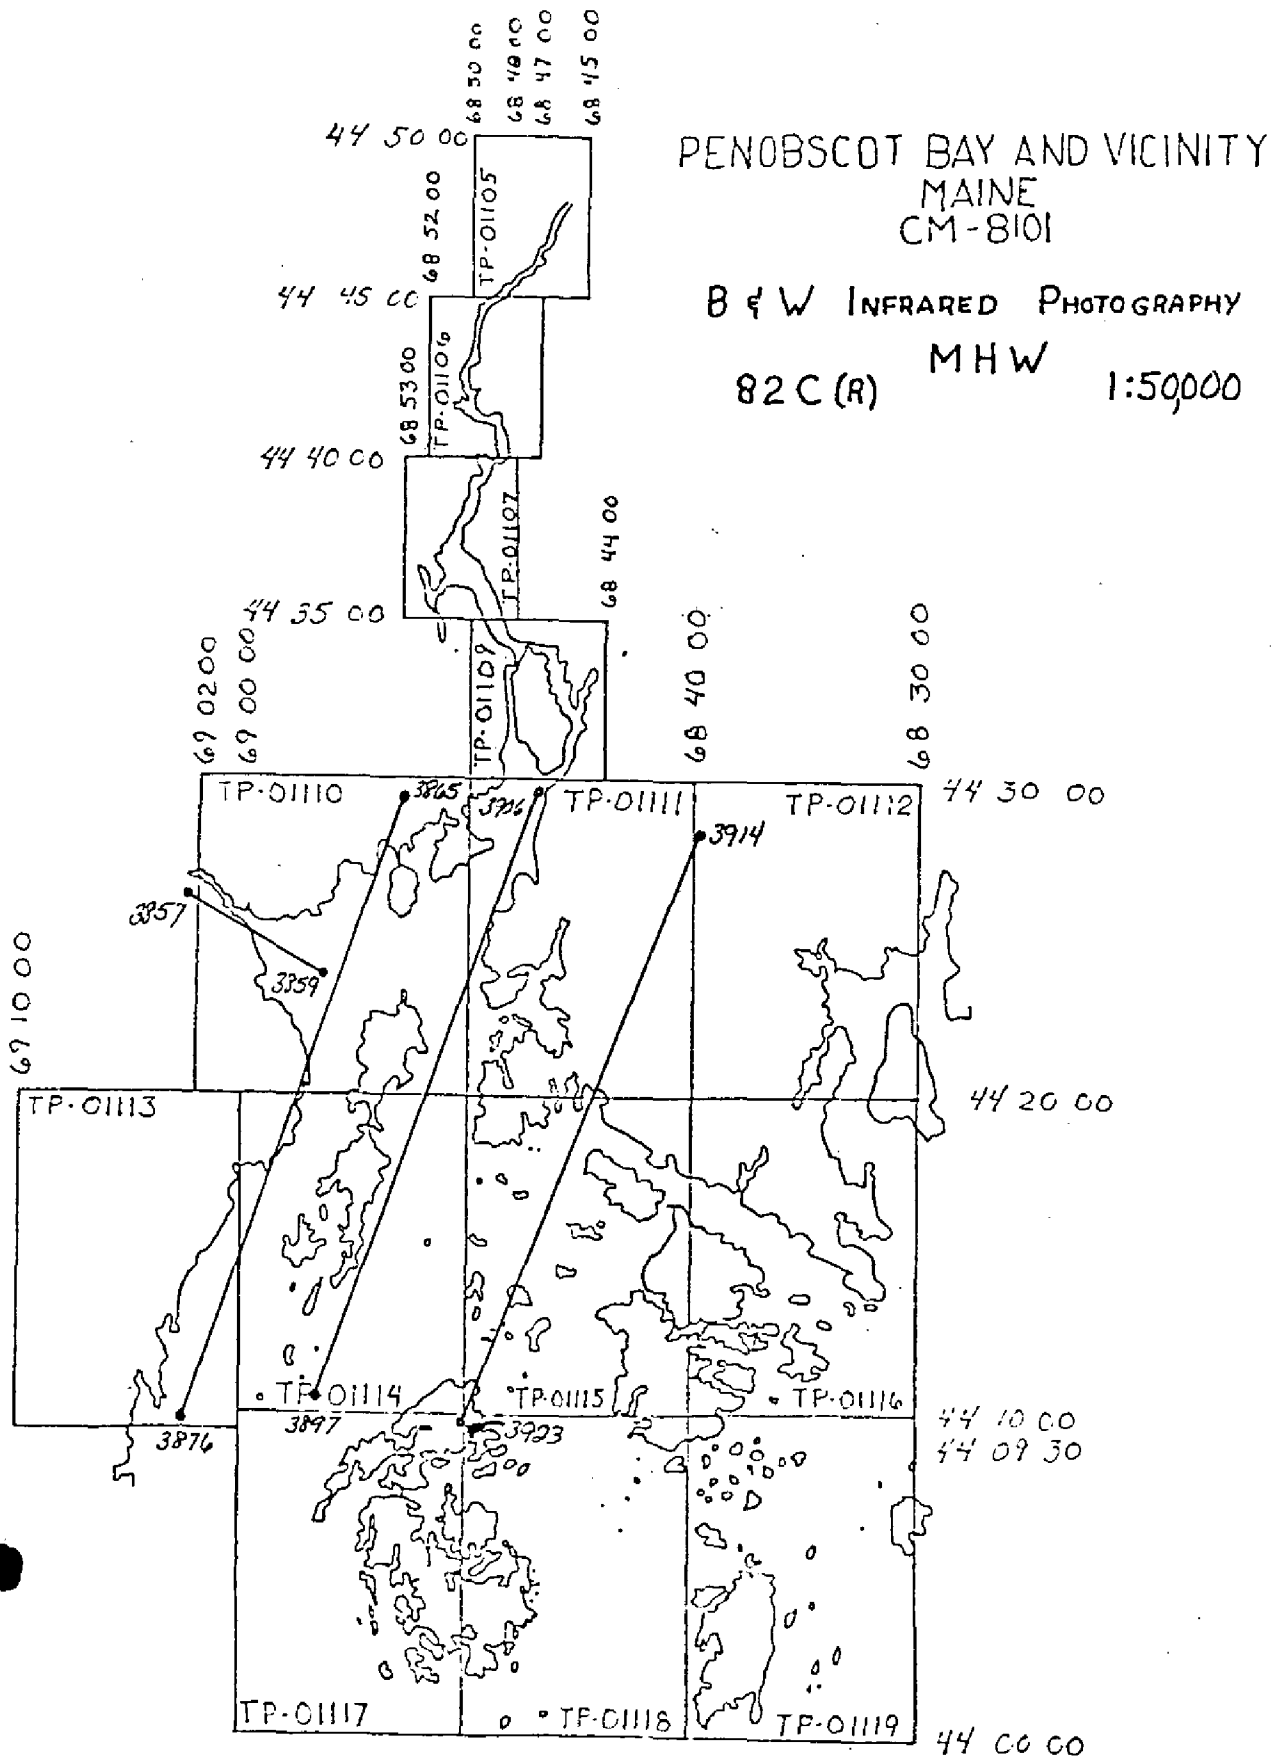 68 50 00
68 48 00
68 47 00
68 45 00
44 50 00
PENOBSCOT BAY AND VICINITY
MAINE
CM-8101
68 52 00
TP-01105
44 45 00
B & W INFRARED PHOTOGRAPHY
MHW
82 C (R) 1:50,000
68 53 00
TP-01106
44 40 00
TP-01107
68 44 00
44 35 00
69 02 00
69 00 00
TP-01109
68 40 00
68 30 00
TP-01110
3865
3906
TP-01111
TP-01112
44 30 00
3914
3857
3859
69 10 00
TP-01113
44 20 00
TP-01114
TP-01115
TP-01116
44 10 00
3876
3897
3923
44 09 30
TP-01117
TP-01118
TP-01119
44 00 00